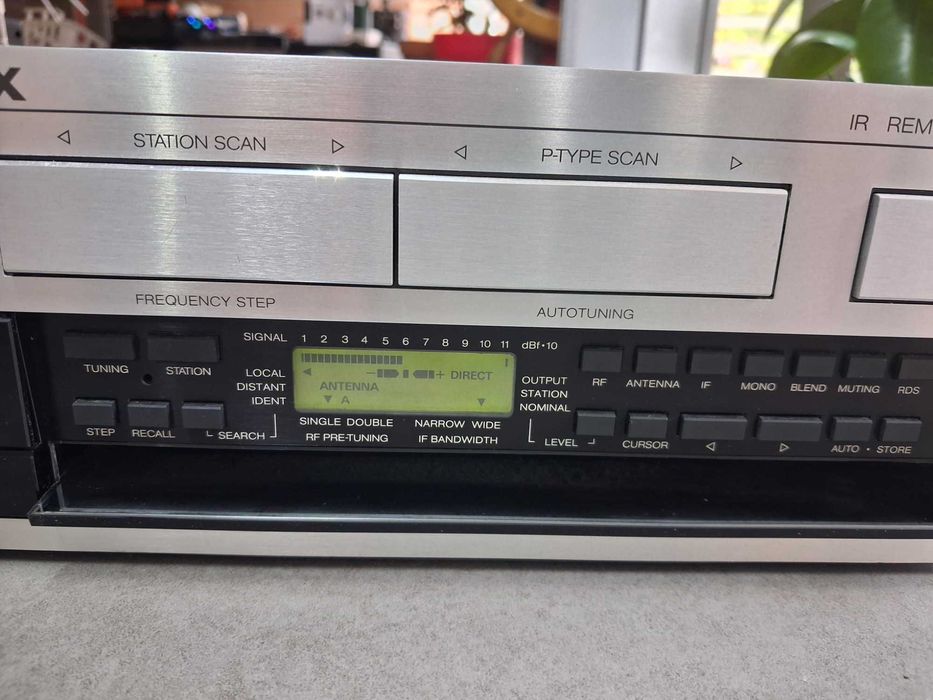 X
IR REM
◁ STATION SCAN ▷
◁ P-TYPE SCAN ▷
FREQUENCY STEP
AUTOTUNING
SIGNAL 1 2 3 4 5 6 7 8 9 10 11 dBf•10
TUNING
STATION
LOCAL
DISTANT
IDENT
◀ − + DIRECT
ANTENNA
▼ A ▼
OUTPUT
STATION
NOMINAL
RF
ANTENNA
IF
MONO
BLEND
MUTING
RDS
STEP
RECALL
SEARCH
SINGLE DOUBLE
RF PRE-TUNING
NARROW WIDE
IF BANDWIDTH
LEVEL
CURSOR
◁
▷
AUTO • STORE